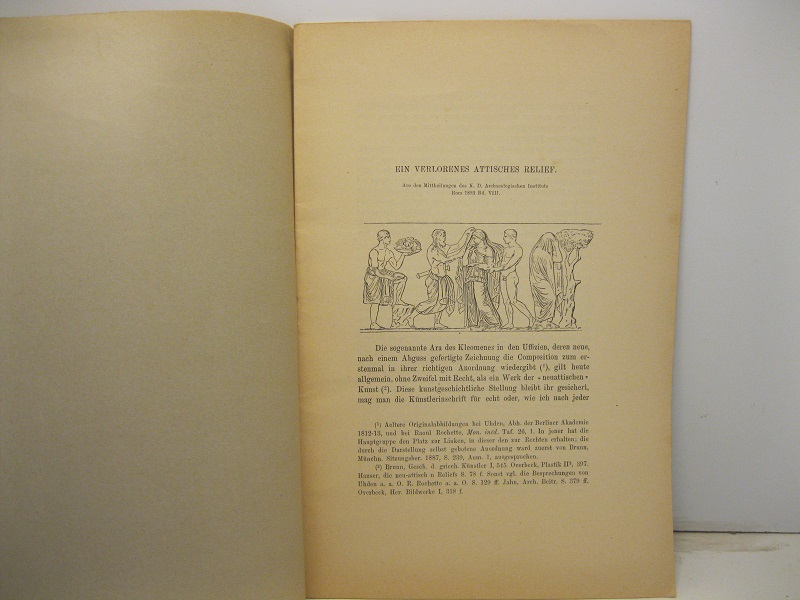 EIN VERLORENES ATTISCHES RELIEF.
Aus den Mittheilungen des K. D. Archaeologischen Instituts
Rom 1893 Bd. VIII.
Die sogenannte Ara des Kleomenes in den Uffizien, deren neue,
nach einem Abguss gefertigte Zeichnung die Composition zum er-
stenmal in ihrer richtigen Anordnung wiedergibt (¹), gilt heute
allgemein, ohne Zweifel mit Recht, als ein Werk der «neuattischen»
Kunst (²). Diese kunstgeschichtliche Stellung bleibt ihr gesichert,
mag man die Künstlerinschrift für echt oder, wie ich nach jeder
(¹) Aeltere Originalabbildungen bei Uhden, Abh. der Berliner Akademie
1812-13, und bei Raoul Rochette, Mon. inéd. Taf. 26, 1. In jener hat die
Hauptgruppe den Platz zur Linken, in dieser den zur Rechten erhalten; die
durch die Darstellung selbst gebotene Anordnung ward zuerst von Brunn,
Münchn. Sitzungsber. 1887, S. 239, Anm. 1, ausgesprochen.
(²) Brunn, Gesch. d. griech. Künstler I, 545. Overbeck, Plastik II³, 397.
Hauser, die neu-attisch n Reliefs S. 78 f. Sonst vgl. die Besprechungen von
Uhden a. a. O. R. Rochette a. a. O. S. 129 ff. Jahn, Arch. Beitr. S. 379 ff.
Overbeck, Her. Bildwerke I, 318 f.